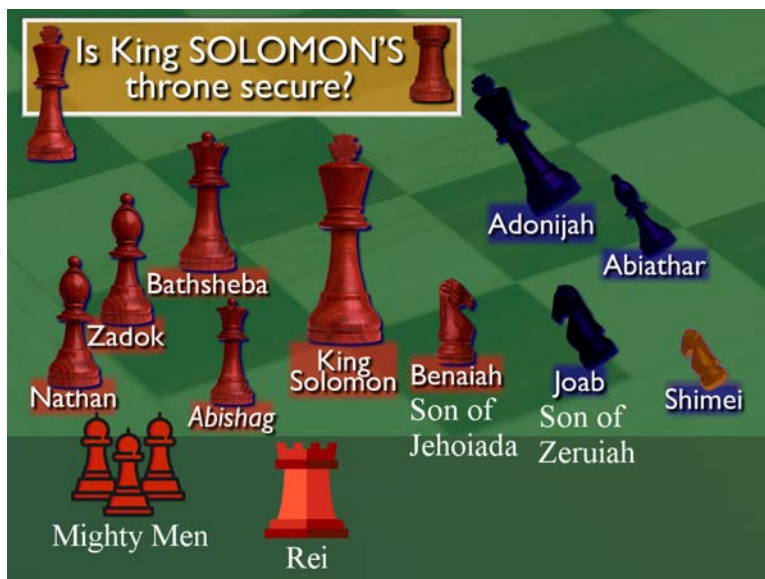 Is King SOLOMON'S
throne secure?
Adonijah
Abiathar
Bathsheba
Zadok
Nathan
Abishag
King
Solomon
Benaiah
Son of
Jehoiada
Joab
Son of
Zeruiah
Shimei
Mighty Men
Rei